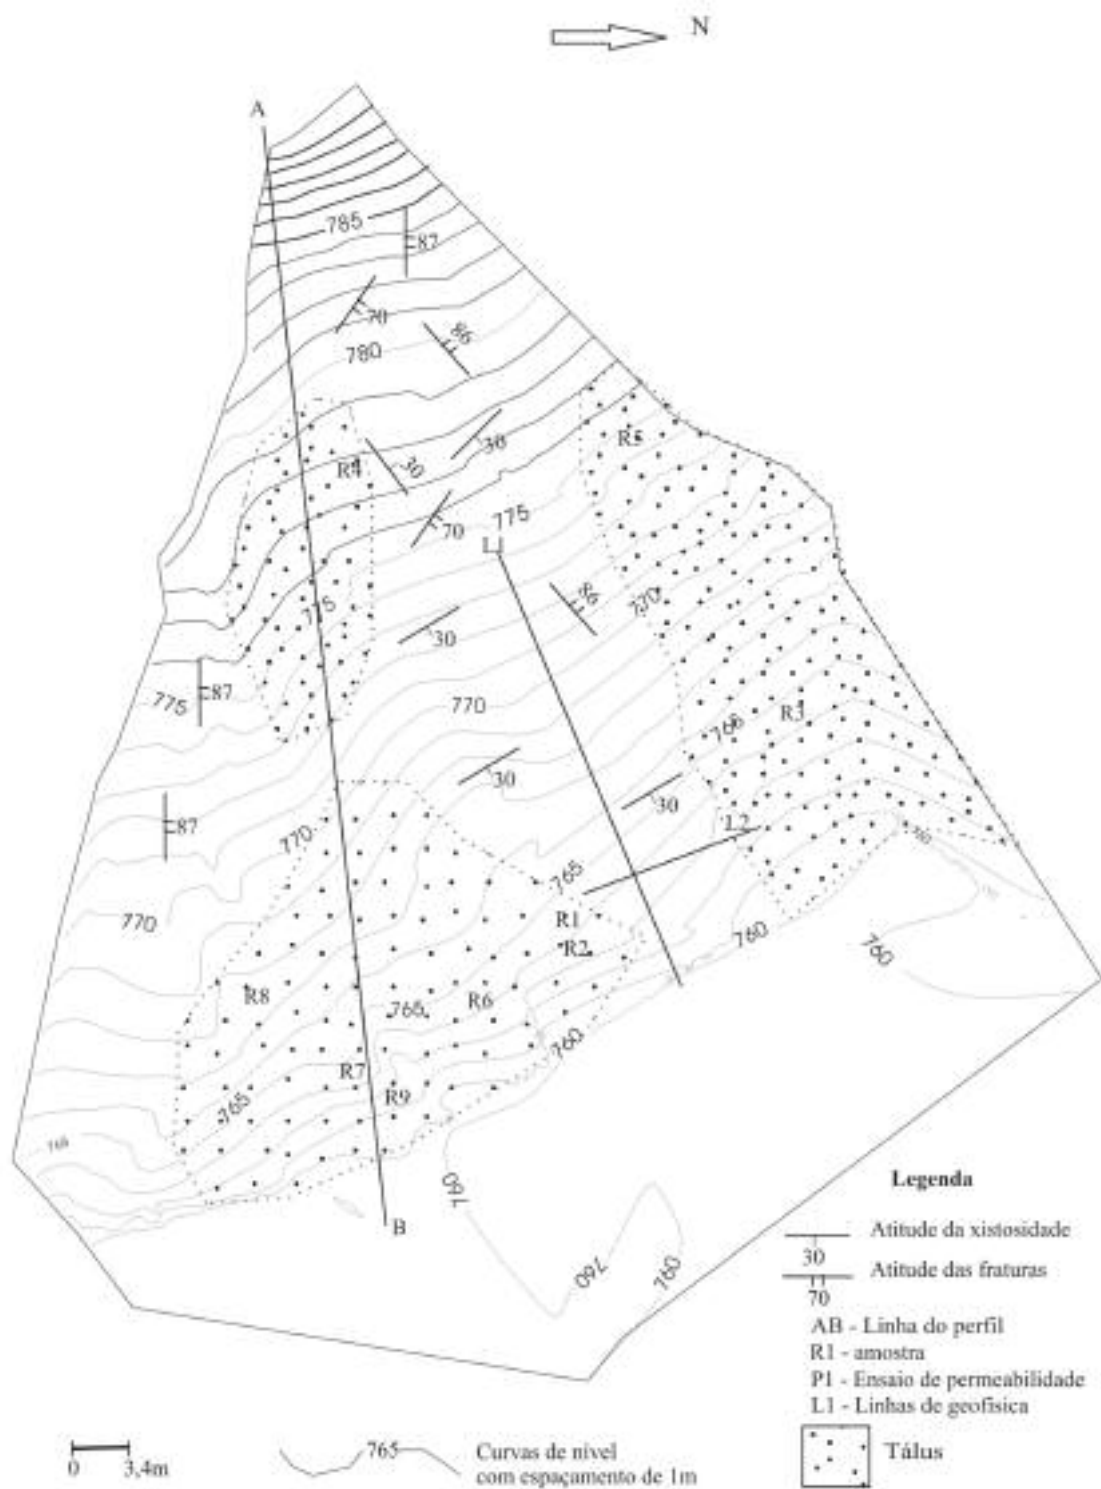 N
A
785
87
70
86
780
R5
30
R4
30
775
70
L1
86
770
775
30
87
775
770
R3
765
30
30
87
770
L2
765
760
R1
770
760
R2
760
R8
765
R6
760
R7
765
R9
760
B
760
760
Legenda
Atitude da xistosidade
30
Atitude das fraturas
70
AB - Linha do perfil
R1 - amostra
P1 - Ensaio de permeabilidade
L1 - Linhas de geofísica
Tálus
0 3,4m
765
Curvas de nível
com espaçamento de 1m